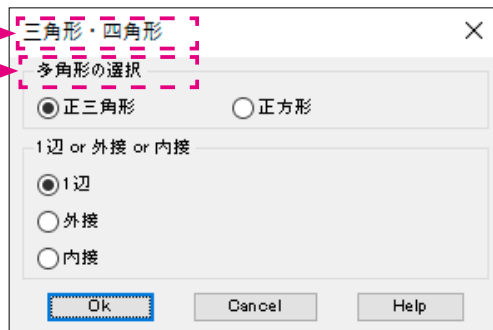 三角形・四角形
多角形の選択
正三角形 正方形
1辺 or 外接 or 内接
1辺
外接
内接
Ok Cancel Help